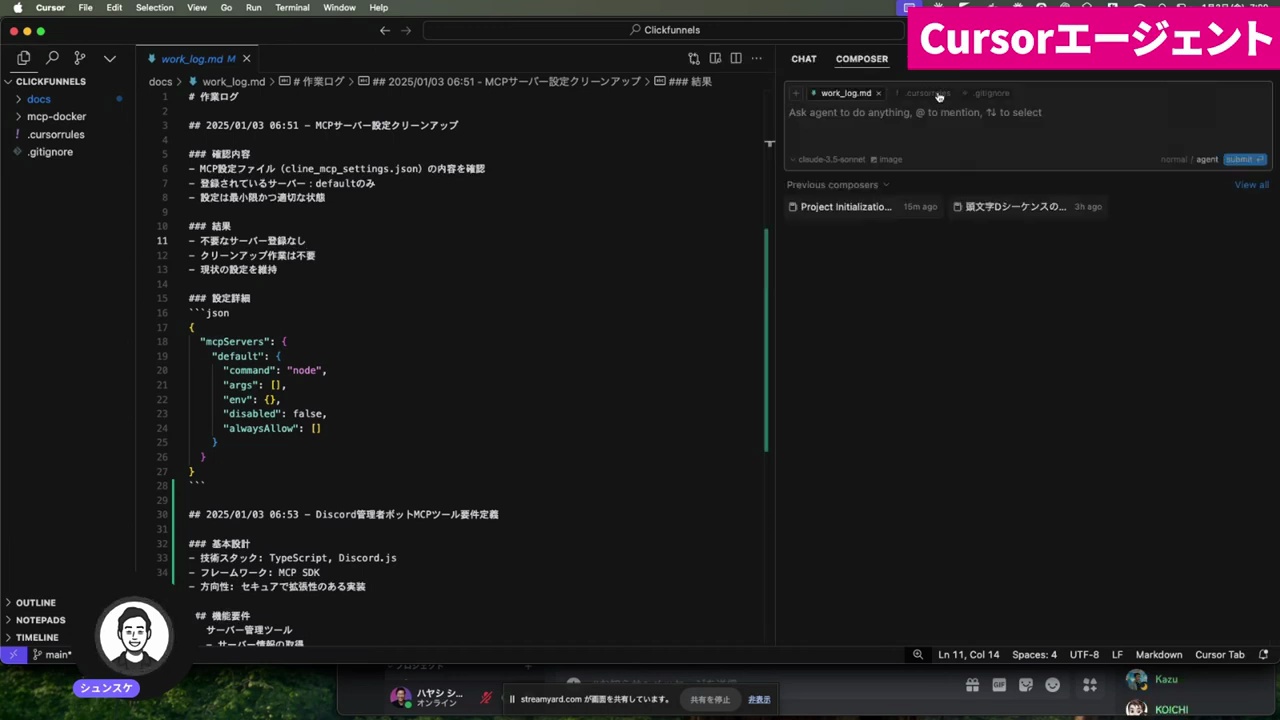 Cursor File Edit Selection View Go Run Terminal Window Help
Clickfunnels
Cursorエージェント
work_log.md M
CHAT COMPOSER
CLICKFUNNELS
docs
mcp-docker
.cursorrules
.gitignore
docs > work_log.md > # 作業ログ > ## 2025/01/03 06:51 - MCPサーバー設定クリーンアップ > ### 結果
1 # 作業ログ
2
3 ## 2025/01/03 06:51 - MCPサーバー設定クリーンアップ
4
5 ### 確認内容
6 - MCP設定ファイル（cline_mcp_settings.json）の内容を確認
7 - 登録されているサーバー：defaultのみ
8 - 設定は最小限かつ適切な状態
9
10 ### 結果
11 - 不要なサーバー登録なし
12 - クリーンアップ作業は不要
13 - 現状の設定を維持
14
15 ### 設定詳細
16 ```json
17 {
18 "mcpServers": {
19 "default": {
20 "command": "node",
21 "args": [],
22 "env": {},
23 "disabled": false,
24 "alwaysAllow": []
25 }
26 }
27 }
28 ```
29
30 ## 2025/01/03 06:53 - Discord管理者ボットMCPツール要件定義
31
32 ### 基本設計
33 - 技術スタック: TypeScript, Discord.js
34 - フレームワーク: MCP SDK
- 方向性: セキュアで拡張性のある実装
## 機能要件
サーバー管理ツール
- サーバー情報の取得
work_log.md × .cursorrules .gitignore
Ask agent to do anything, @ to mention, ⇅ to select
claude-3.5-sonnet image
normal / agent submit
Previous composers
View all
Project Initializatio... 15m ago
頭文字Dシーケンスの... 3h ago
OUTLINE
NOTEPADS
TIMELINE
main*
Ln 11, Col 14 Spaces: 4 UTF-8 LF Markdown Cursor Tab
シュンスケ
ハヤシ シ...
オンライン
streamyard.com が画面を共有しています。
共有を停止
非表示
GIF
Kazu
KOICHI